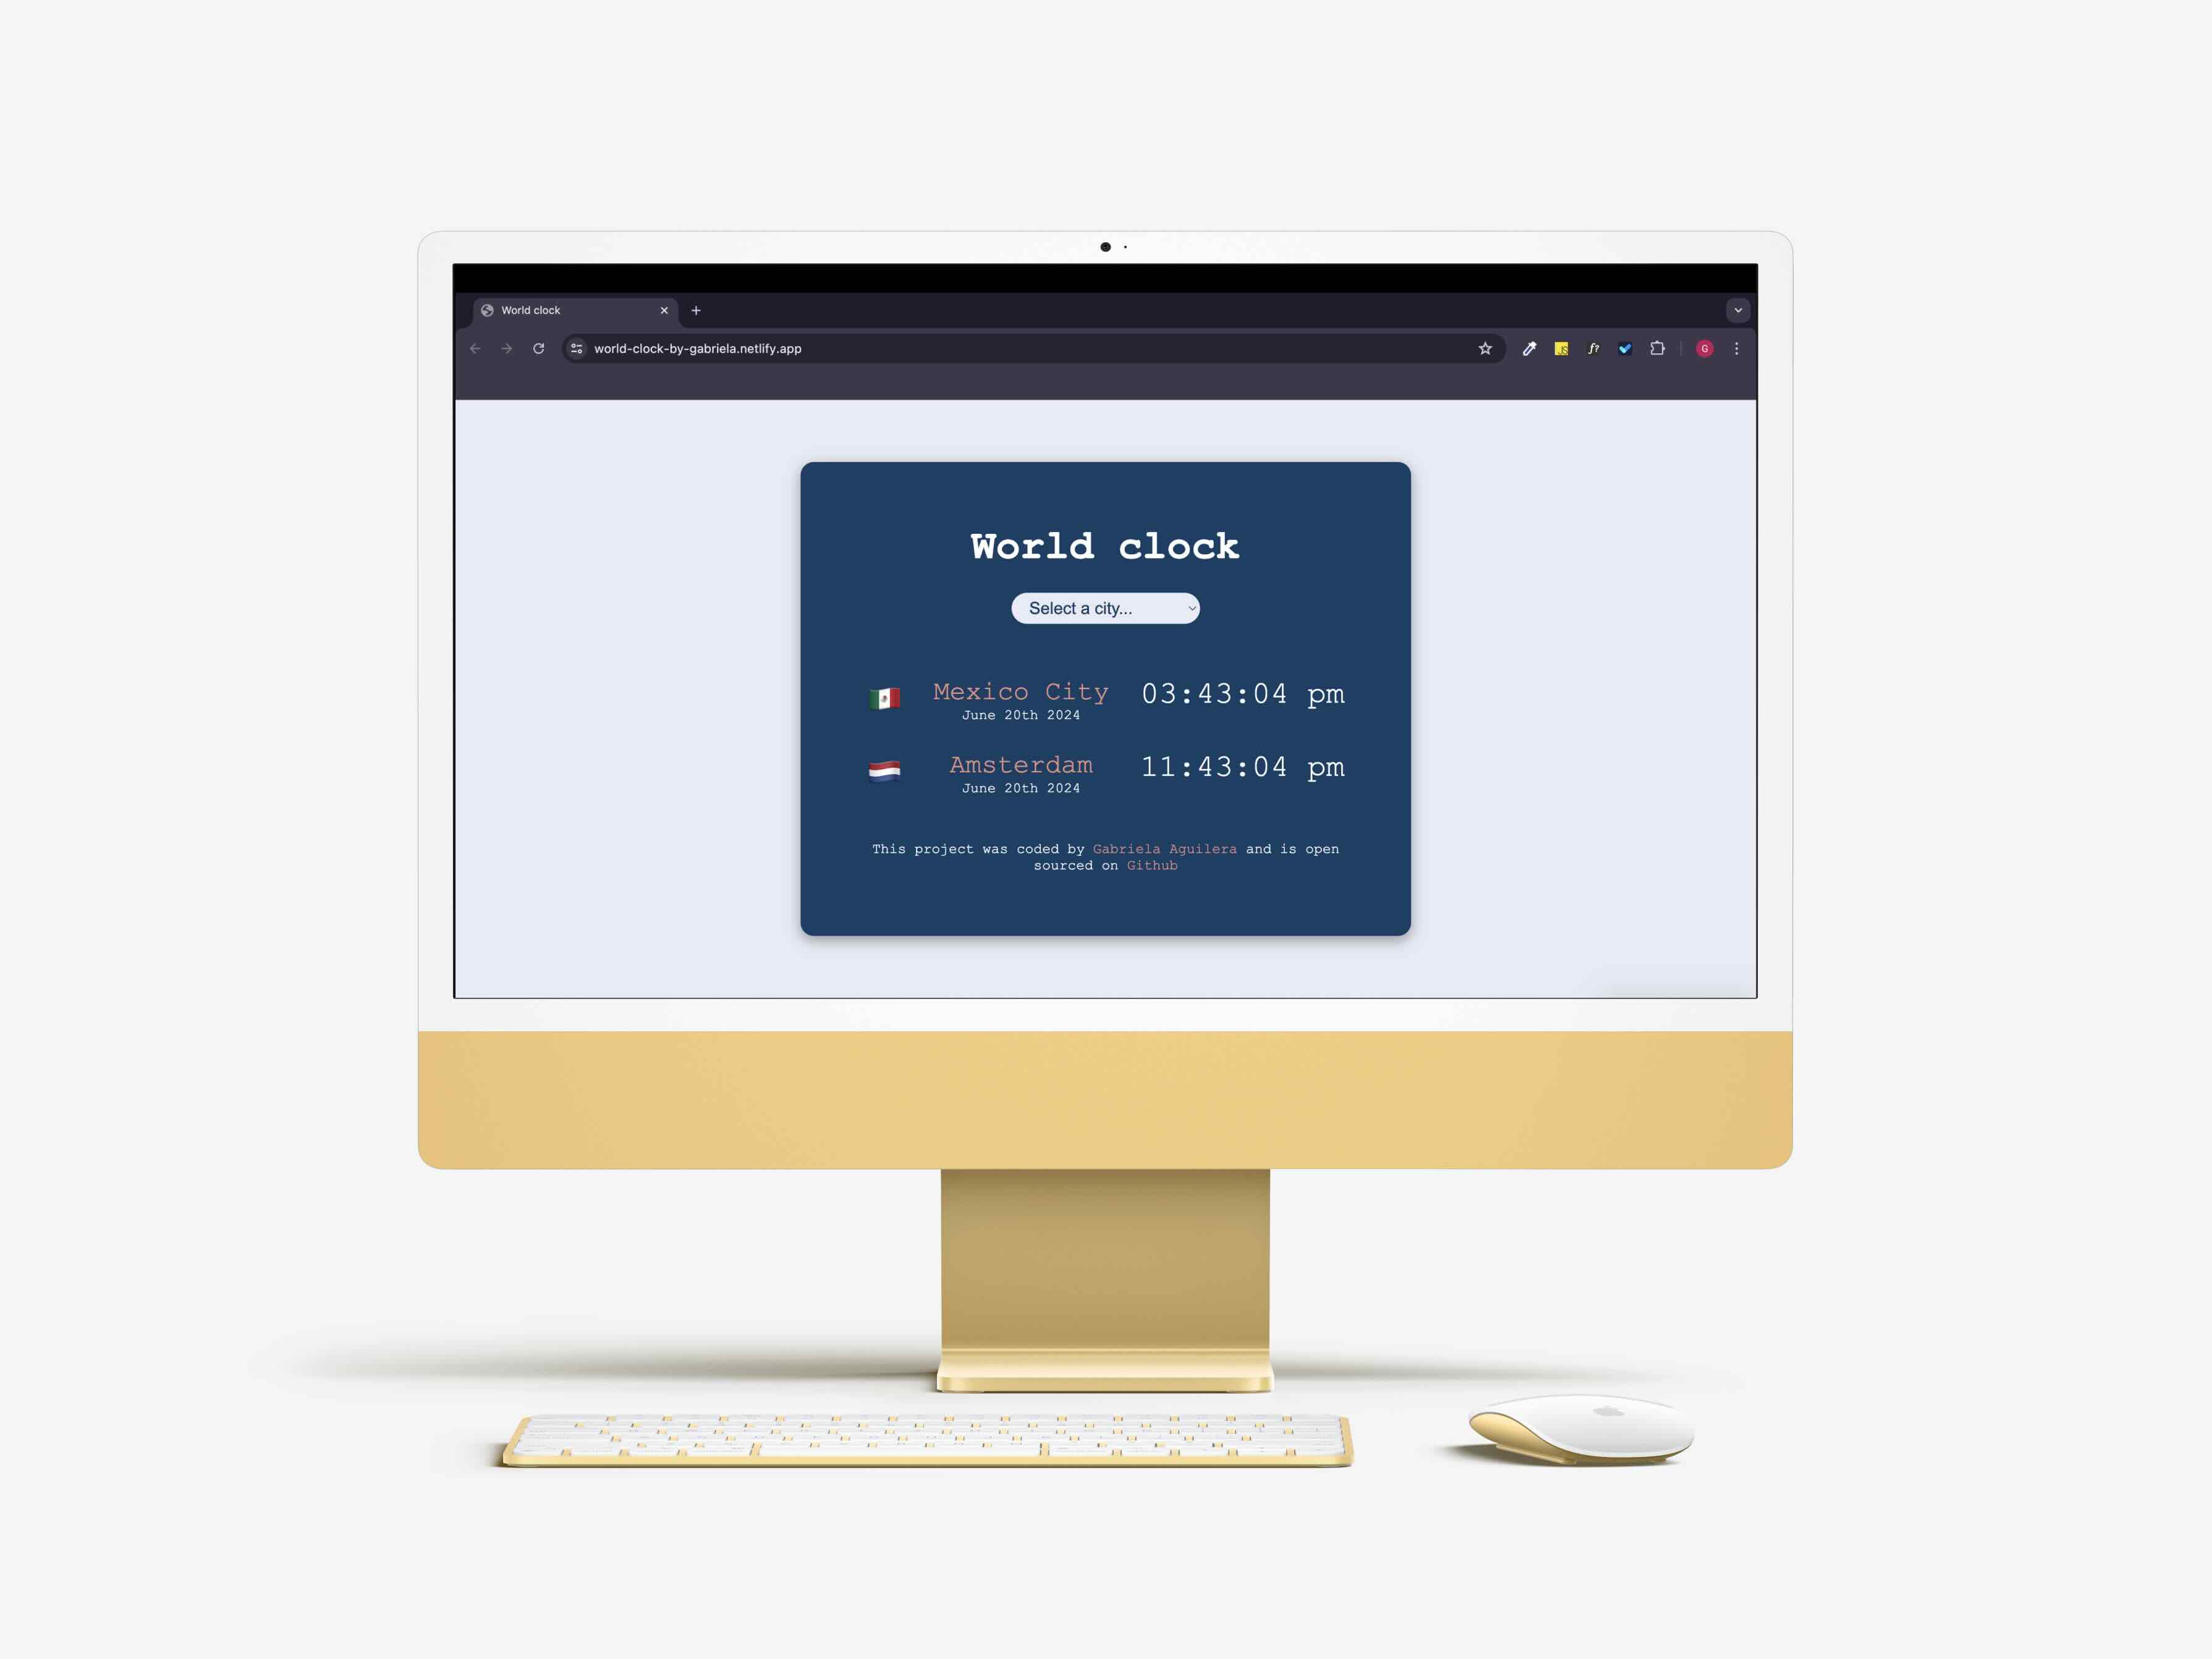 World clock
world-clock-by-gabriela.netlify.app
JS
f?
G
World clock
Select a city...
Mexico City
03:43:04 pm
June 20th 2024
Amsterdam
11:43:04 pm
June 20th 2024
This project was coded by Gabriela Aguilera and is open
sourced on Github